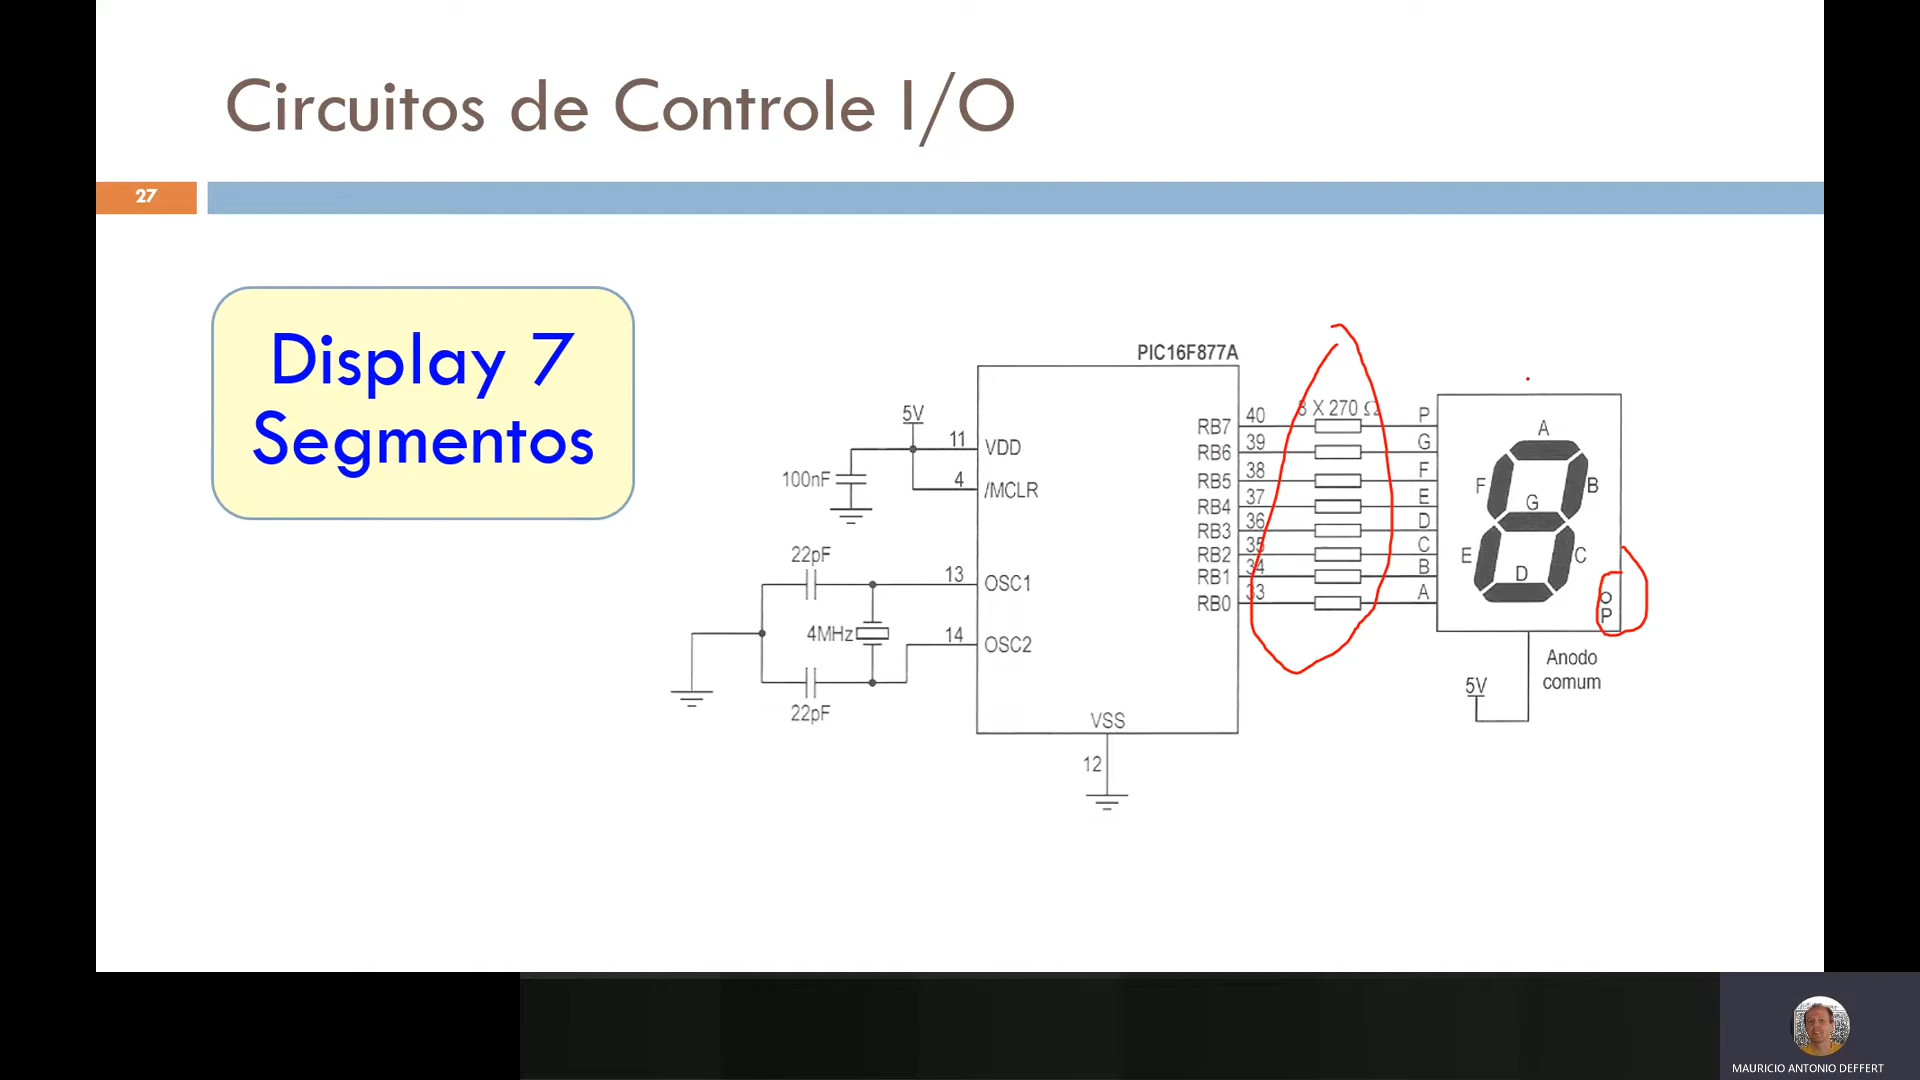 Circuitos de Controle I/O
27
Display 7
Segmentos
PIC16F877A
5V
11 VDD
100nF
4 /MCLR
22pF
13 OSC1
4MHz
14 OSC2
22pF
VSS
12
8 X 270 Ω
RB7 40 P
RB6 39 G
RB5 38 F
RB4 37 E
RB3 36 D
RB2 35 C
RB1 34 B
RB0 33 A
A
F B
G
E C
D
O
P
Anodo
comum
5V
MAURICIO ANTONIO DEFFERT